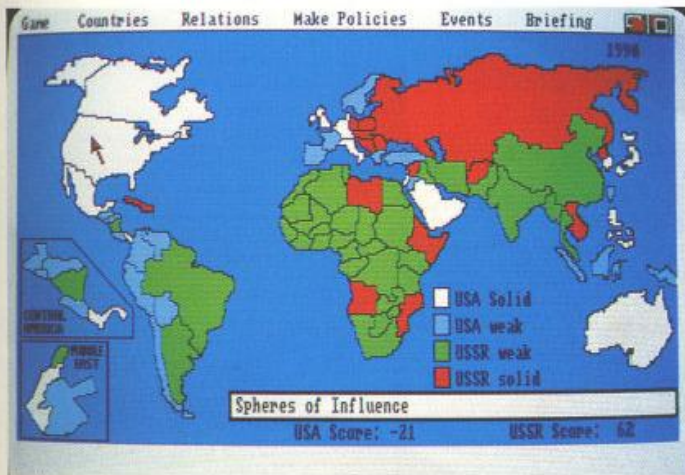 Game Countries Relations Make Policies Events Briefing
1990
CENTRAL
AMERICA
MIDDLE
EAST
USA Solid
USA weak
USSR weak
USSR solid
Spheres of Influence
USA Score: -21 USSR Score: 62